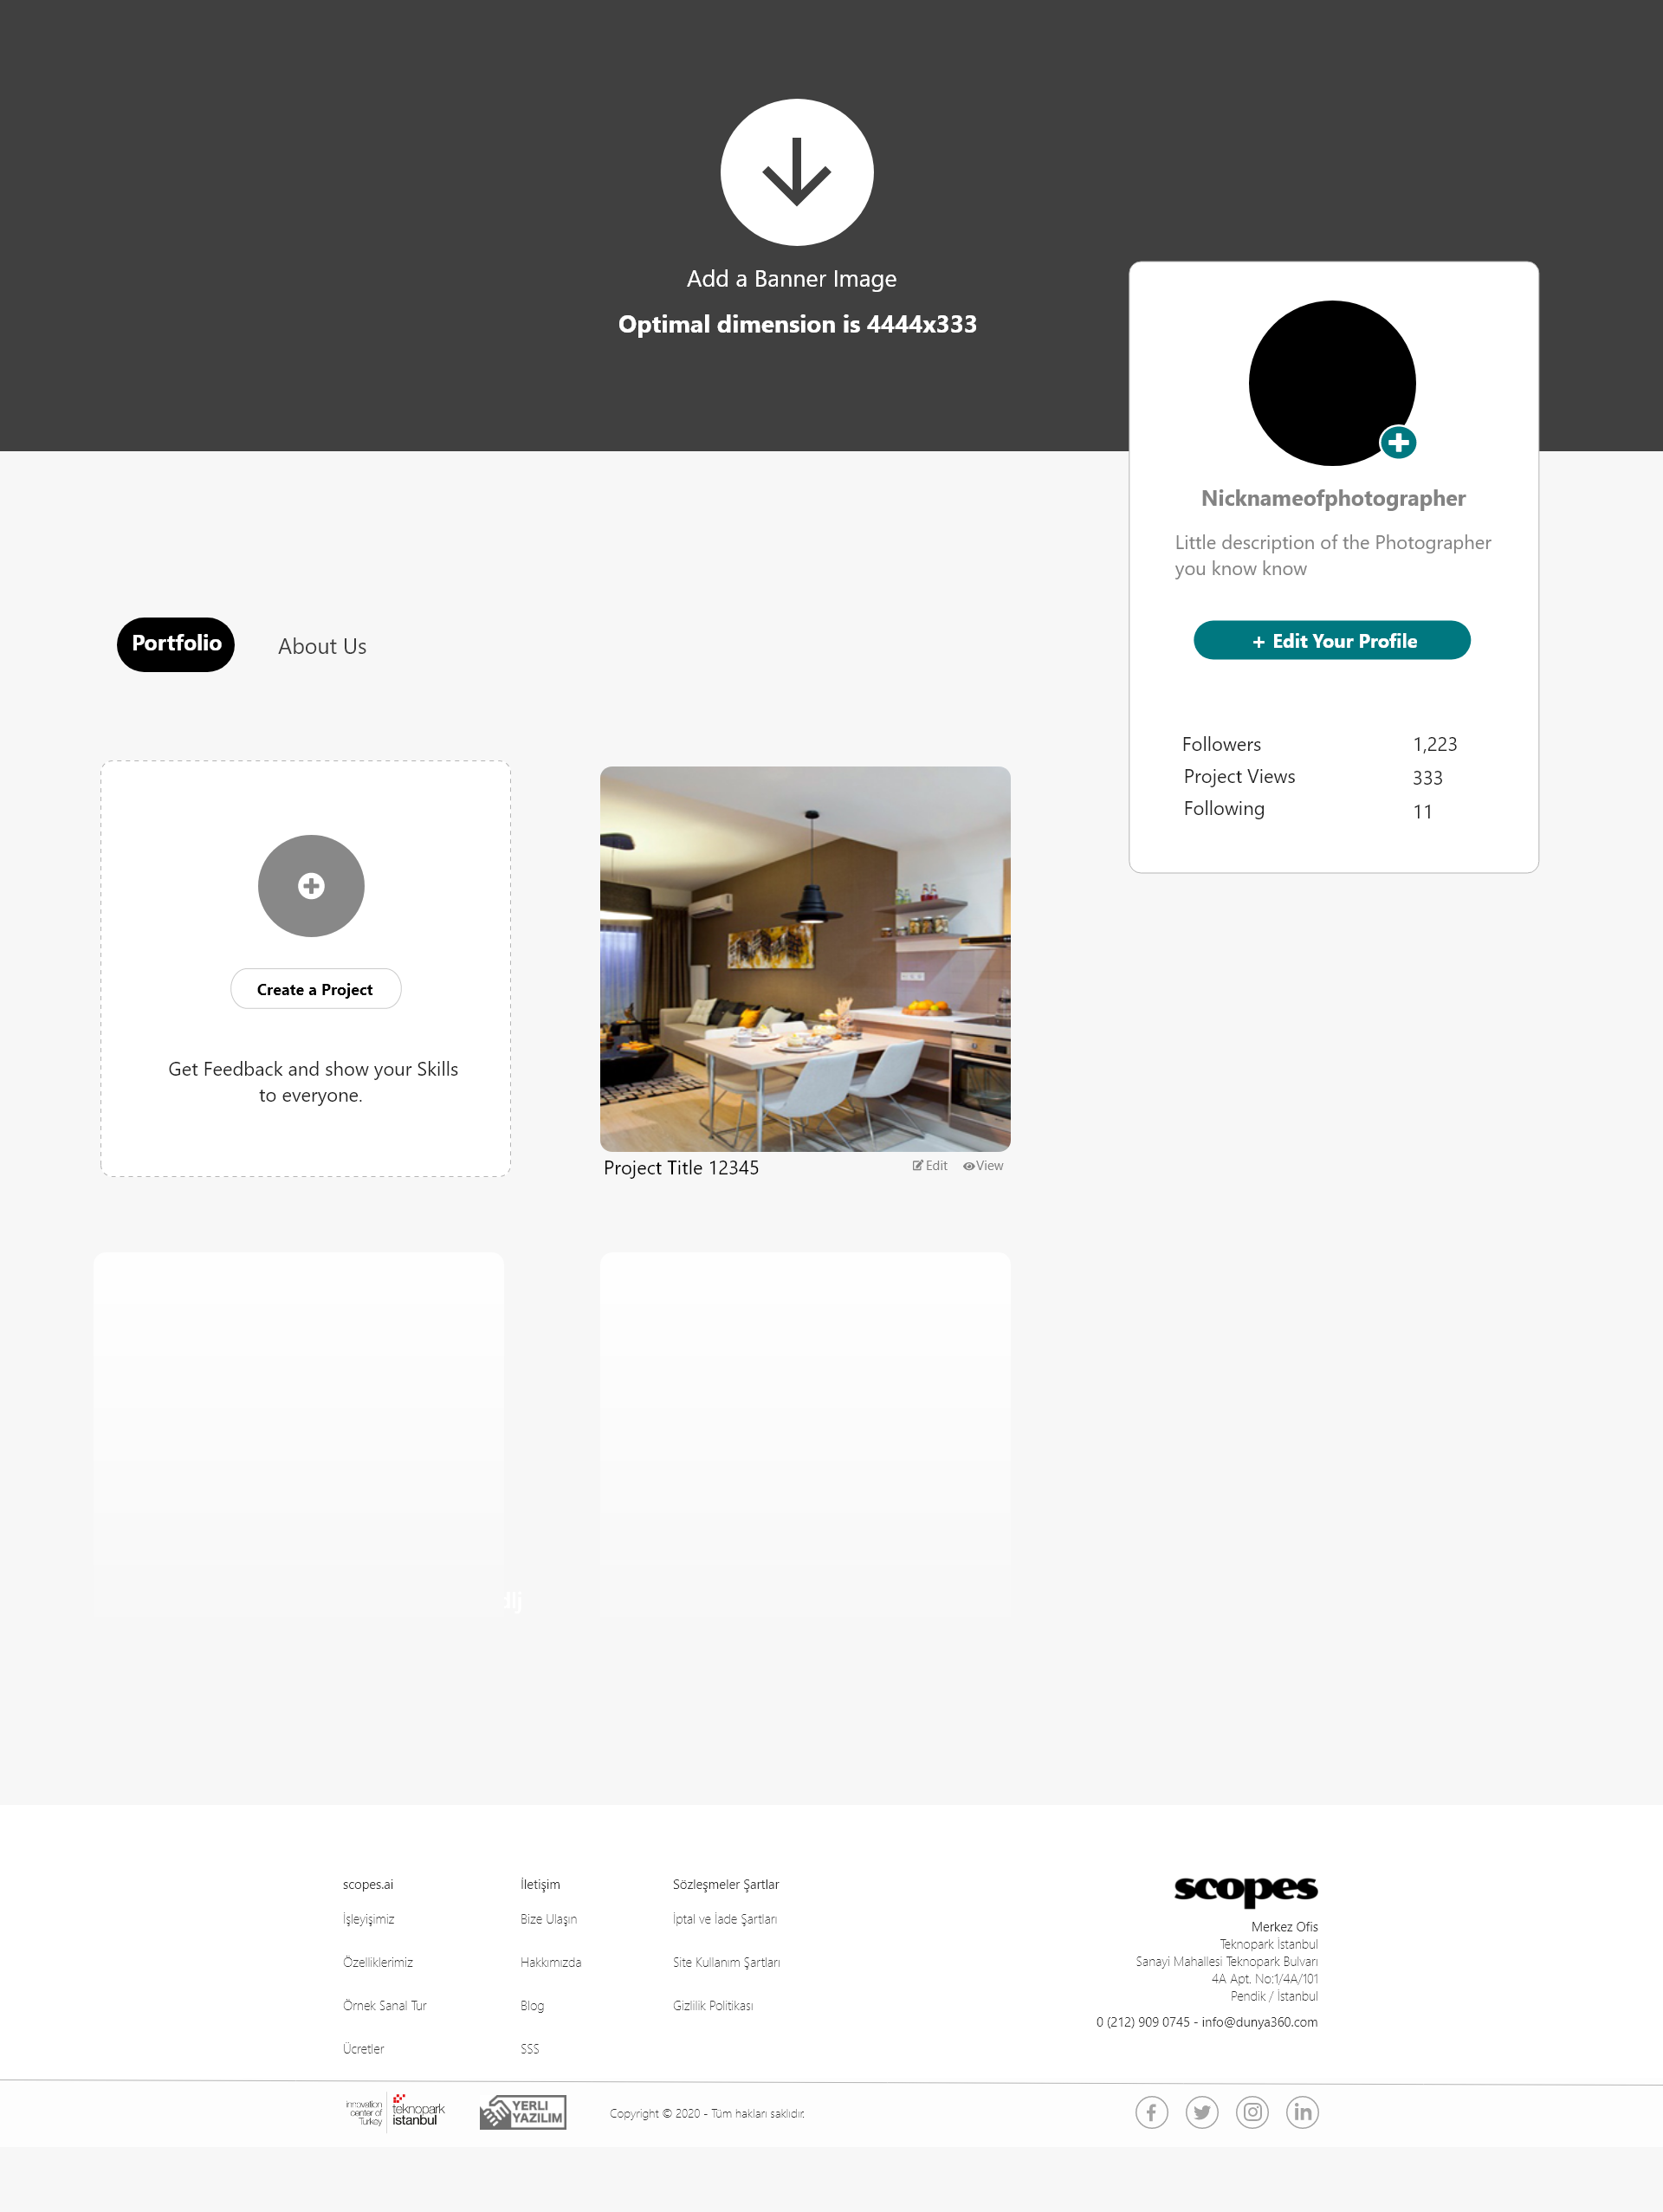 Add a Banner Image
Optimal dimension is 4444x333
Nicknameofphotographer
Little description of the Photographer
you know know
+ Edit Your Profile
Followers 1,223
Project Views 333
Following 11
Portfolio
About Us
Create a Project
Get Feedback and show your Skills
to everyone.
Project Title 12345
Edit
View
scopes.ai
İşleyişimiz
Özelliklerimiz
Örnek Sanal Tur
Ücretler
İletişim
Bize Ulaşın
Hakkımızda
Blog
SSS
Sözleşmeler Şartlar
İptal ve İade Şartları
Site Kullanım Şartları
Gizlilik Politikası
scopes
Merkez Ofis
Teknopark İstanbul
Sanayi Mahallesi Teknopark Bulvarı
4A Apt. No:1/4A/101
Pendik / İstanbul
0 (212) 909 0745 - info@dunya360.com
innovation
center of
Turkey
teknopark
istanbul
YERLİ
YAZILIM
Copyright © 2020 - Tüm hakları saklıdır.